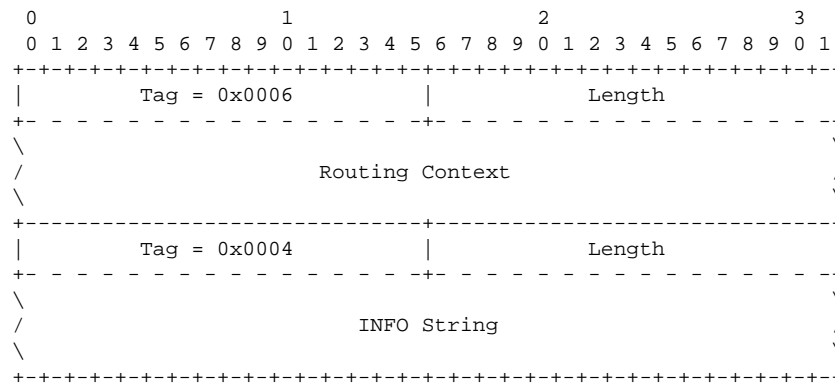 0                   1                   2                   3
0 1 2 3 4 5 6 7 8 9 0 1 2 3 4 5 6 7 8 9 0 1 2 3 4 5 6 7 8 9 0 1
+-+-+-+-+-+-+-+-+-+-+-+-+-+-+-+-+-+-+-+-+-+-+-+-+-+-+-+-+-+-+-+-
|         Tag = 0x0006          |            Length
+- - - - - - - - - - - - - - - -+- - - - - - - - - - - - - - - -
\                                                               \
/                       Routing Context                         /
\                                                               \
+-------------------------------+--------------------------------
|         Tag = 0x0004          |            Length
+- - - - - - - - - - - - - - - -+- - - - - - - - - - - - - - - --
\                                                               \
/                          INFO String                          /
\                                                               \
+-+-+-+-+-+-+-+-+-+-+-+-+-+-+-+-+-+-+-+-+-+-+-+-+-+-+-+-+-+-+-+-